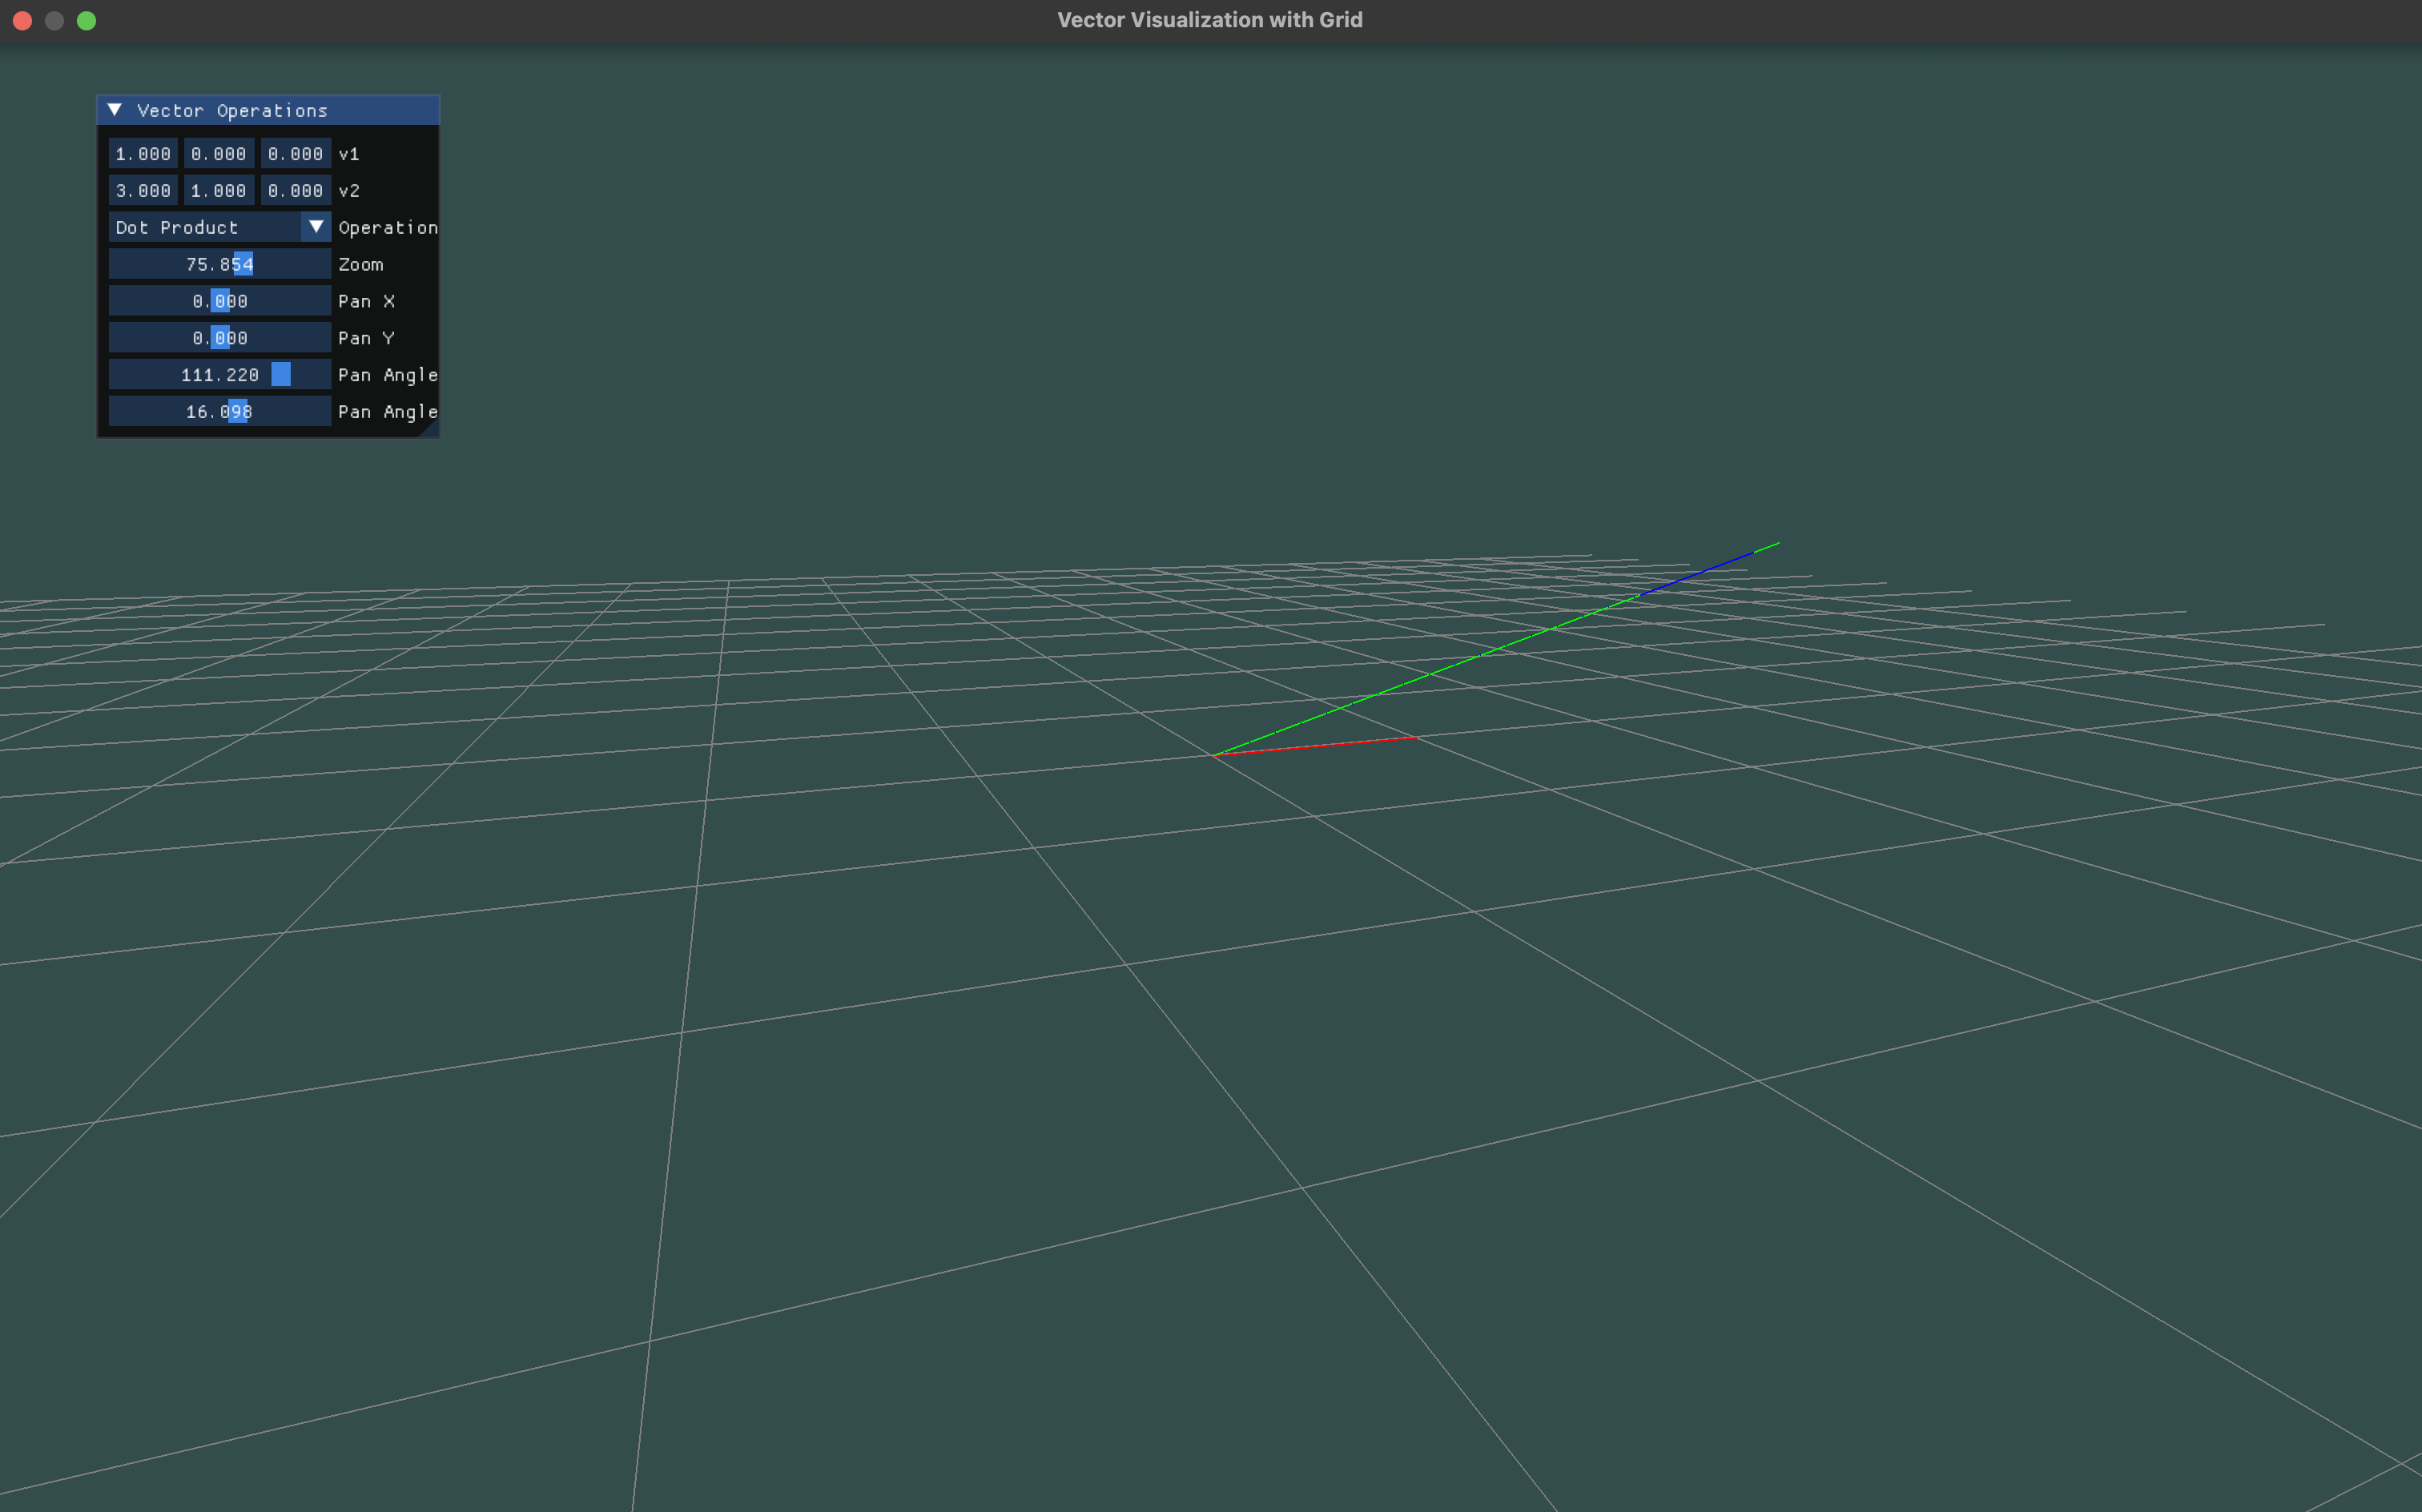 Vector Visualization with Grid
Vector Operations
1.000 0.000 0.000 v1
3.000 1.000 0.000 v2
Dot Product Operation
75.854 Zoom
0.000 Pan X
0.000 Pan Y
111.220 Pan Angle
16.098 Pan Angle